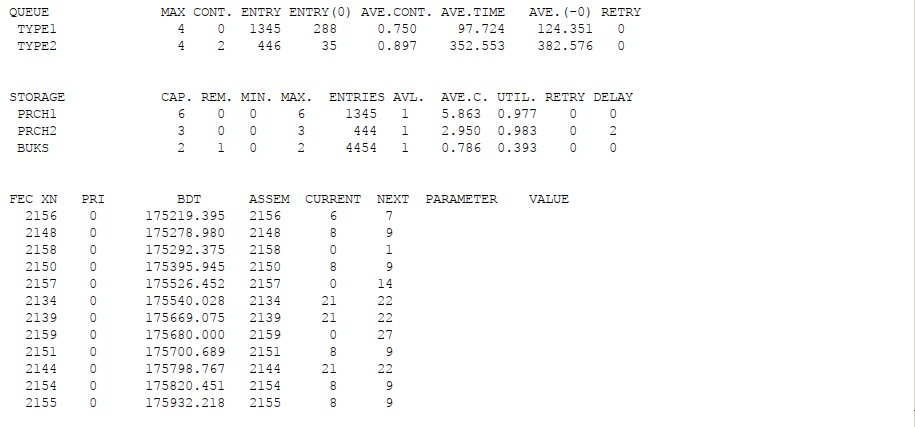 QUEUE MAX CONT. ENTRY ENTRY(0) AVE.CONT. AVE.TIME AVE.(-0) RETRY
TYPE1 4 0 1345 288 0.750 97.724 124.351 0
TYPE2 4 2 446 35 0.897 352.553 382.576 0
STORAGE CAP. REM. MIN. MAX. ENTRIES AVL. AVE.C. UTIL. RETRY DELAY
PRCH1 6 0 0 6 1345 1 5.863 0.977 0 0
PRCH2 3 0 0 3 444 1 2.950 0.983 0 2
BUKS 2 1 0 2 4454 1 0.786 0.393 0 0
FEC XN PRI BDT ASSEM CURRENT NEXT PARAMETER VALUE
2156 0 175219.395 2156 6 7
2148 0 175278.980 2148 8 9
2158 0 175292.375 2158 0 1
2150 0 175395.945 2150 8 9
2157 0 175526.452 2157 0 14
2134 0 175540.028 2134 21 22
2139 0 175669.075 2139 21 22
2159 0 175680.000 2159 0 27
2151 0 175700.689 2151 8 9
2144 0 175798.767 2144 21 22
2154 0 175820.451 2154 8 9
2155 0 175932.218 2155 8 9